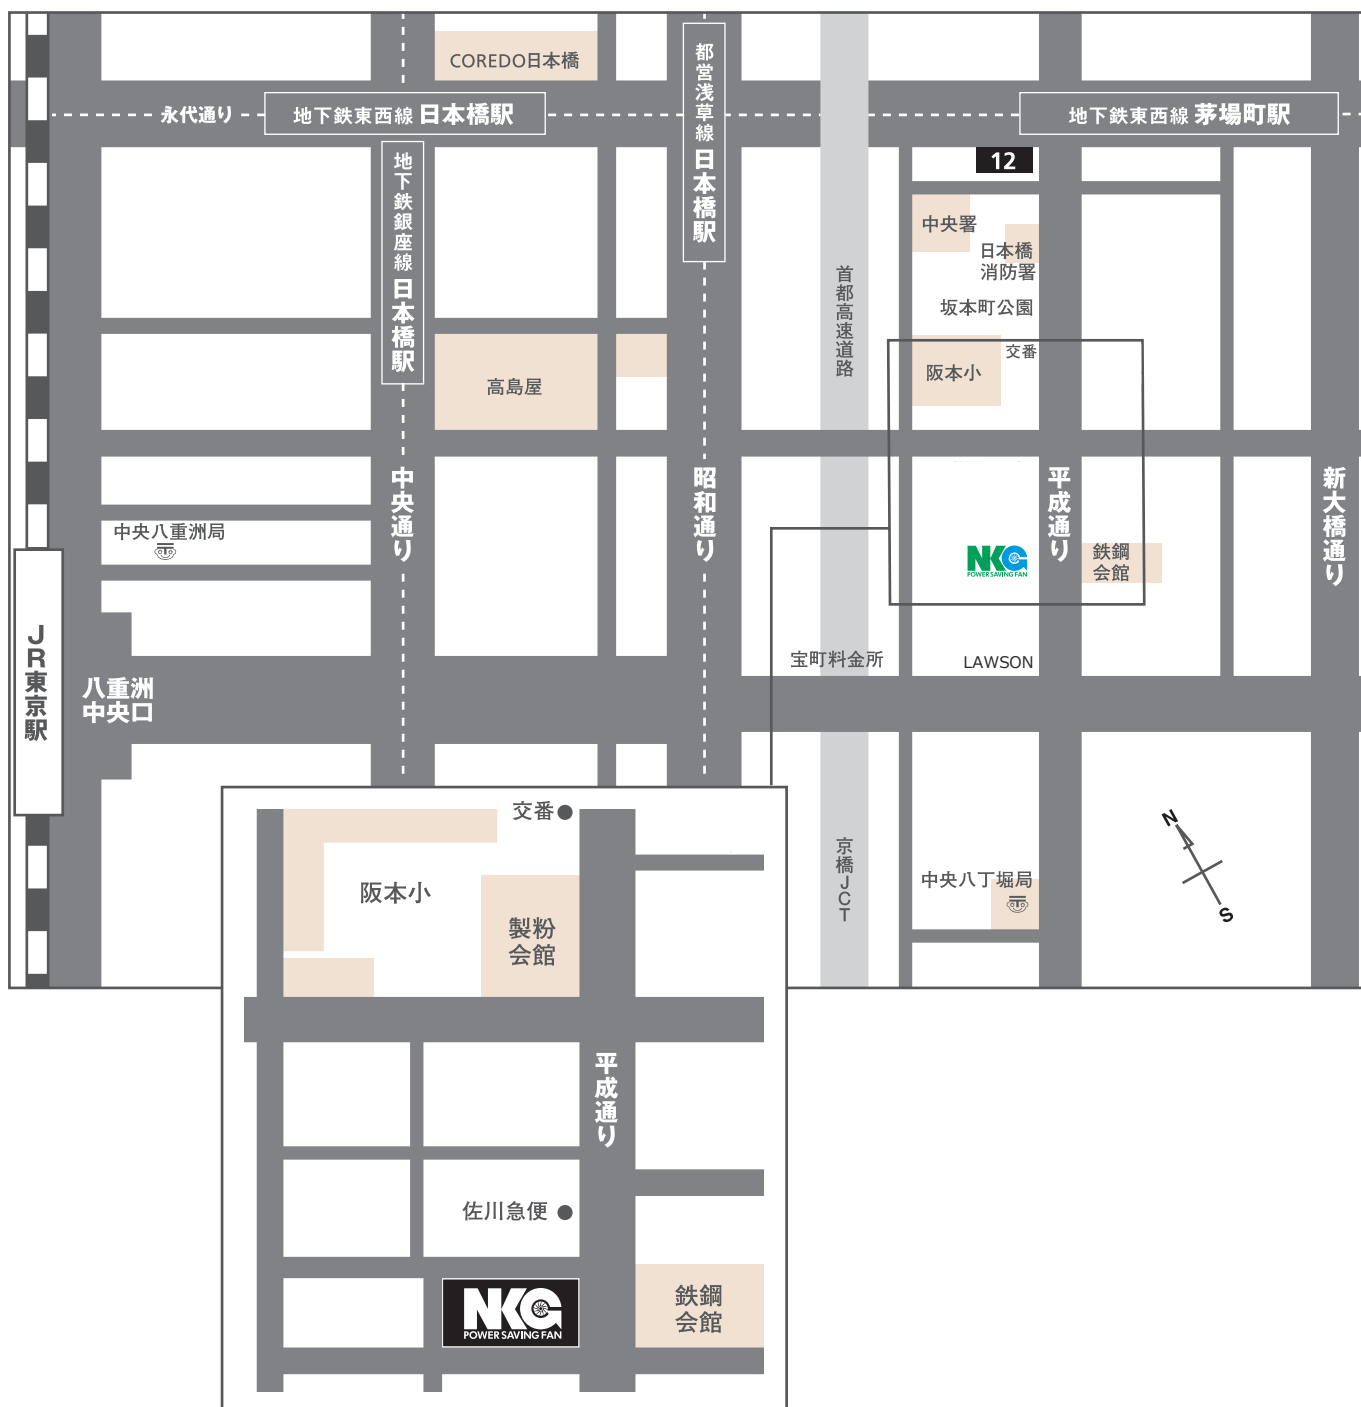 COREDO日本橋
都営浅草線 日本橋駅
永代通り
地下鉄東西線 日本橋駅
地下鉄東西線 茅場町駅
12
地下鉄銀座線 日本橋駅
中央署
日本橋
消防署
首都高速道路
坂本町公園
交番
阪本小
高島屋
中央通り
昭和通り
平成通り
新大橋通り
中央八重洲局
NKG
POWER SAVING FAN
鉄鋼
会館
JR東京駅
宝町料金所
LAWSON
八重洲
中央口
交番
京橋JCT
N
S
中央八丁堀局
阪本小
製粉
会館
平成通り
佐川急便
NKG
POWER SAVING FAN
鉄鋼
会館